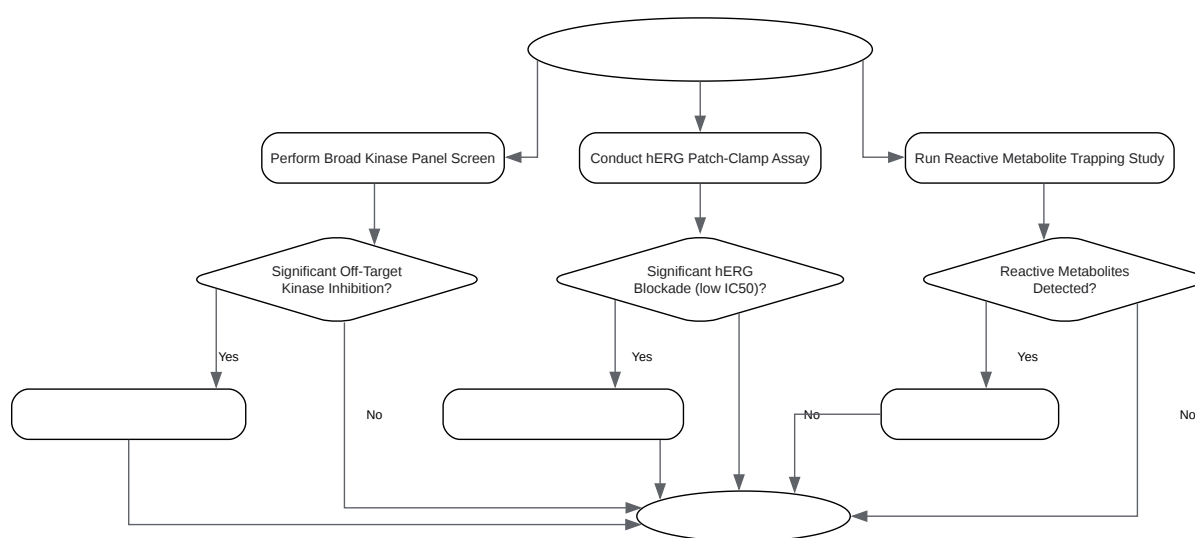 Perform Broad Kinase Panel Screen
Conduct hERG Patch-Clamp Assay
Run Reactive Metabolite Trapping Study
Significant Off-Target
Kinase Inhibition?
Significant hERG
Blockade (low IC50)?
Reactive Metabolites
Detected?
Yes
Yes
Yes
No
No
No